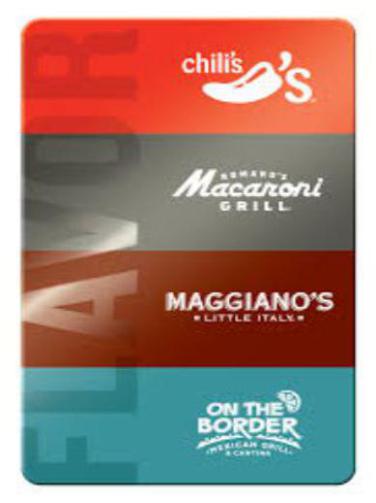 FLAVOR
chili's
's
ROMANO'S
Macaroni
GRILL
MAGGIANO'S
LITTLE ITALY
ON THE
BORDER
MEXICAN GRILL
& CANTINA